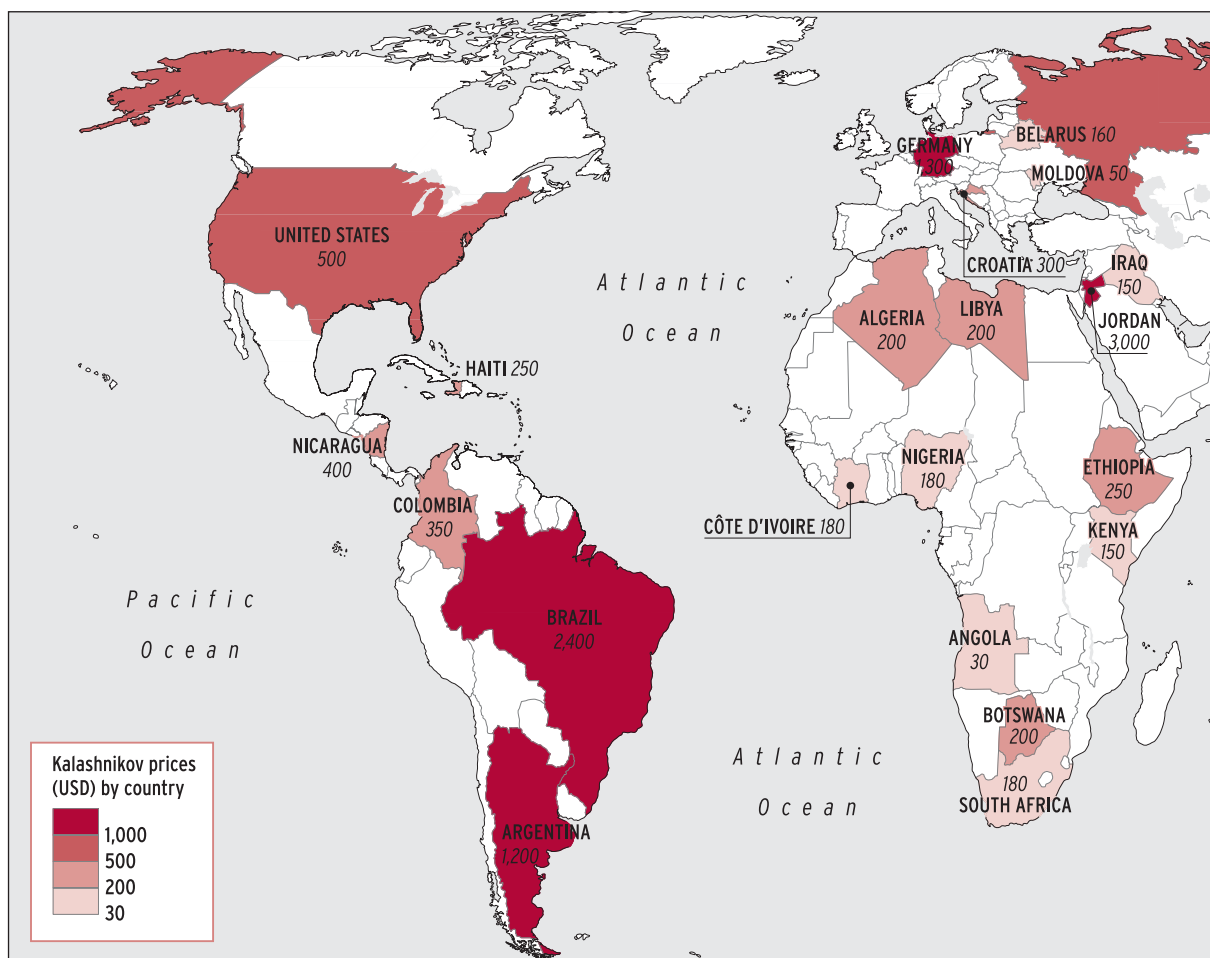 BELARUS 160
GERMANY
1,300
MOLDOVA 50
UNITED STATES
500
CROATIA 300
IRAQ
150
Atlantic
Ocean
ALGERIA
200
LIBYA
200
JORDAN
3,000
HAITI 250
NICARAGUA
400
NIGERIA
180
ETHIOPIA
250
COLOMBIA
350
CÔTE D'IVOIRE 180
KENYA
150
Pacific
Ocean
BRAZIL
2,400
ANGOLA
30
BOTSWANA
200
Atlantic
Ocean
180
SOUTH AFRICA
ARGENTINA
1,200
Kalashnikov prices
(USD) by country
1,000
500
200
30